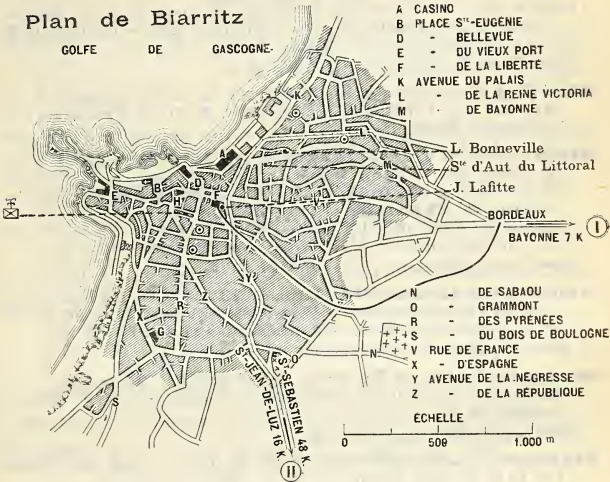 Plan de Biarritz
GOLFE DE GASCOGNE
A CASINO
B PLACE Ste-EUGÉNIE
D - BELLEVUE
E - DU VIEUX PORT
F - DE LA LIBERTÉ
K AVENUE DU PALAIS
L - DE LA REINE VICTORIA
M - DE BAYONNE
L. Bonneville
Sté d'Aut. du Littoral
J. Lafitte
BORDEAUX
BAYONNE 7 K.
I
N - DE SABAOU
O - GRAMMONT
R - DES PYRÉNÉES
S - DU BOIS DE BOULOGNE
V RUE DE FRANCE
X - D'ESPAGNE
Y AVENUE DE LA NÉGRESSE
Z - DE LA RÉPUBLIQUE
ÉCHELLE
0 500 1.000 m
K
L
A
M
D
B
E
H
F
V
Y
Z
R
X
G
O
N
S
St-JEAN-DE-LUZ 16 K.
St-SÉBASTIEN 48 K.
II